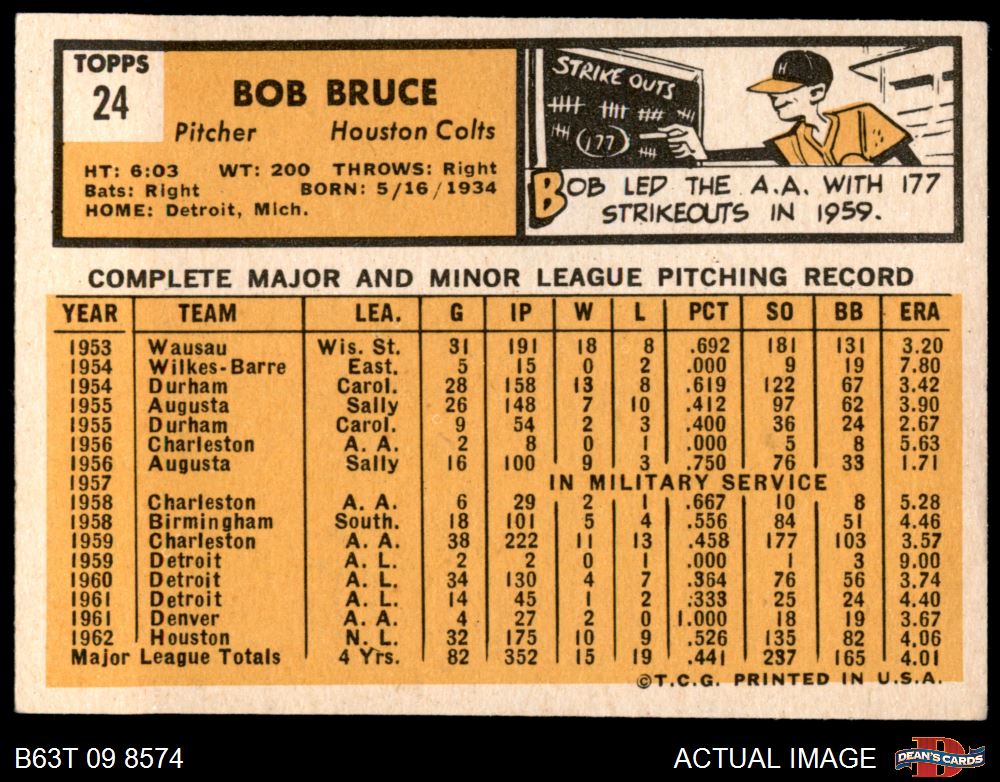 TOPPS
24
BOB BRUCE
Pitcher Houston Colts
HT: 6:03 WT: 200 THROWS: Right
Bats: Right BORN: 5/16/1934
HOME: Detroit, Mich.
STRIKE OUTS
177
H
BOB LED THE A.A. WITH 177
STRIKEOUTS IN 1959.
COMPLETE MAJOR AND MINOR LEAGUE PITCHING RECORD
YEAR TEAM LEA. G IP W L PCT SO BB ERA
1953 Wausau Wis. St. 31 191 18 8 .692 181 131 3.20
1954 Wilkes-Barre East. 5 15 0 2 .000 9 19 7.80
1954 Durham Carol. 28 158 13 8 .619 122 67 3.42
1955 Augusta Sally 26 148 7 10 .412 97 62 3.90
1955 Durham Carol. 9 54 2 3 .400 36 24 2.67
1956 Charleston A. A. 2 8 0 1 .000 5 8 5.63
1956 Augusta Sally 16 100 9 3 .750 76 33 1.71
1957 IN MILITARY SERVICE
1958 Charleston A. A. 6 29 2 1 .667 10 8 5.28
1958 Birmingham South. 18 101 5 4 .556 84 51 4.46
1959 Charleston A. A. 38 222 11 13 .458 177 103 3.57
1959 Detroit A. L. 2 2 0 1 .000 1 3 9.00
1960 Detroit A. L. 34 130 4 7 .364 76 56 3.74
1961 Detroit A. L. 14 45 1 2 .333 25 24 4.40
1961 Denver A. A. 4 27 2 0 1.000 18 19 3.67
1962 Houston N. L. 32 175 10 9 .526 135 82 4.06
Major League Totals 4 Yrs. 82 352 15 19 .441 237 165 4.01
©T.C.G. PRINTED IN U.S.A.
B63T 09 8574 ACTUAL IMAGE D DEAN'S CARDS